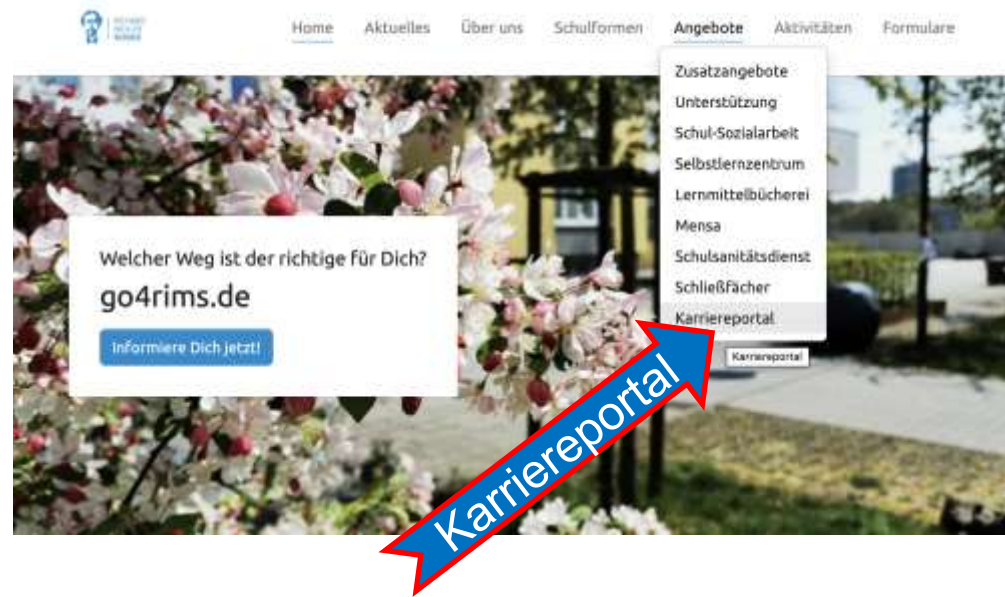 Home Aktuelles Über uns Schulformen Angebote Aktivitäten Formulare
Zusatzangebote
Unterstützung
Schul-Sozialarbeit
Selbstlernzentrum
Lernmittelbücherei
Mensa
Schulsanitätsdienst
Schließfächer
Karriereportal
Karriereportal
Welcher Weg ist der richtige für Dich?
go4rims.de
Informiere Dich jetzt!
Karriereportal